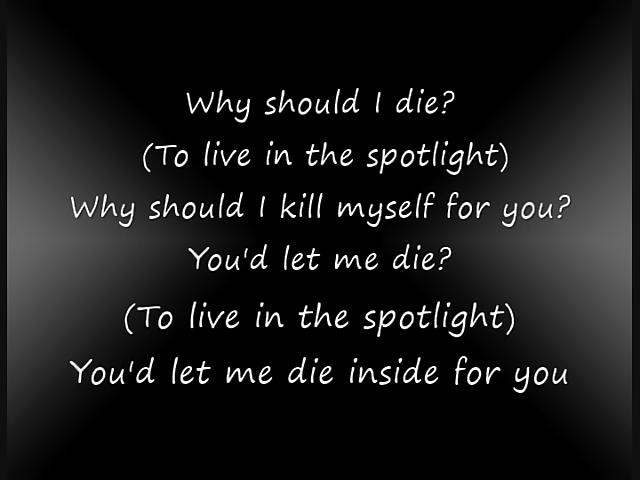 Why should I die?
(To live in the spotlight)
Why should I kill myself for you?
You'd let me die?
(To live in the spotlight)
You'd let me die inside for you